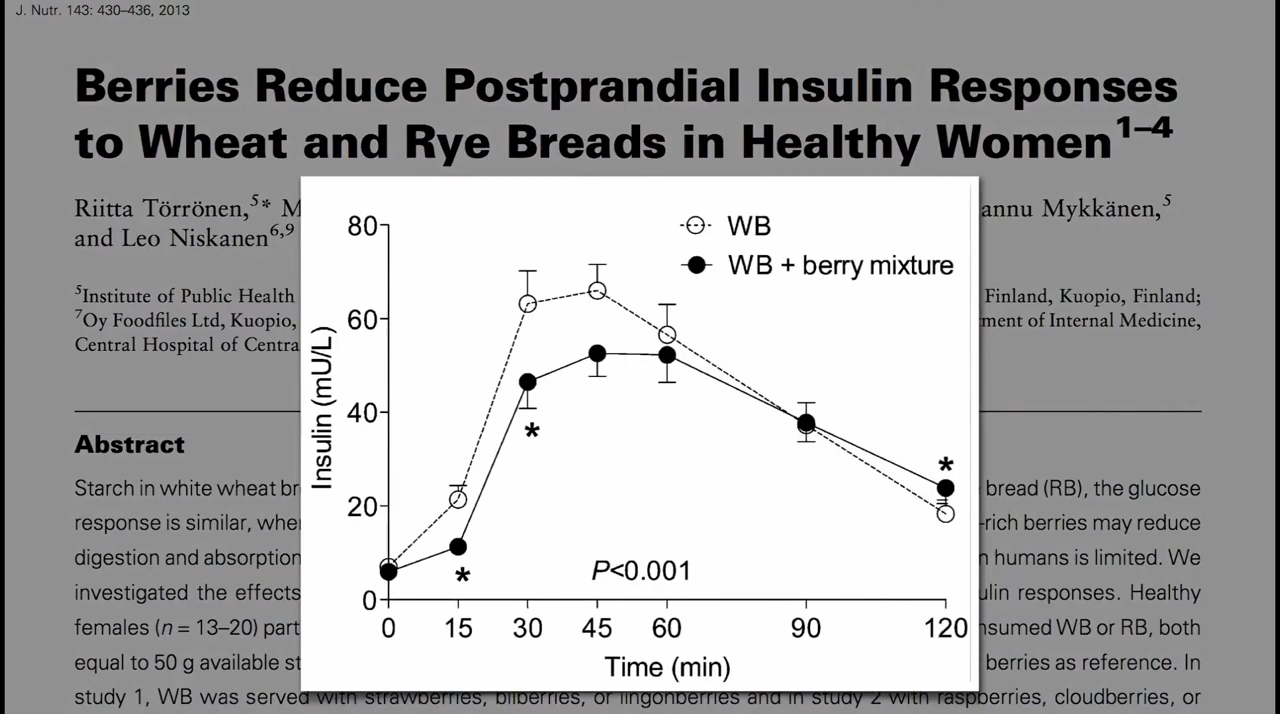 J. Nutr. 143: 430–436, 2013
Berries Reduce Postprandial Insulin Responses
to Wheat and Rye Breads in Healthy Women1–4
Riitta Törrönen,5* M
annu Mykkänen,5
and Leo Niskanen6,9
5Institute of Public Health
Finland, Kuopio, Finland;
7Oy Foodfiles Ltd, Kuopio,
ment of Internal Medicine,
Central Hospital of Centra
WB
WB + berry mixture
80
60
40
20
0
Insulin (mU/L)
*
*
*
P<0.001
0 15 30 45 60 90 120
Time (min)
Abstract
Starch in white wheat br
bread (RB), the glucose
response is similar, wher
-rich berries may reduce
digestion and absorption
n humans is limited. We
investigated the effects
ulin responses. Healthy
females (n = 13–20) part
nsumed WB or RB, both
equal to 50 g available st
berries as reference. In
study 1, WB was served with strawberries, bilberries, or lingonberries and in study 2 with raspberries, cloudberries, or